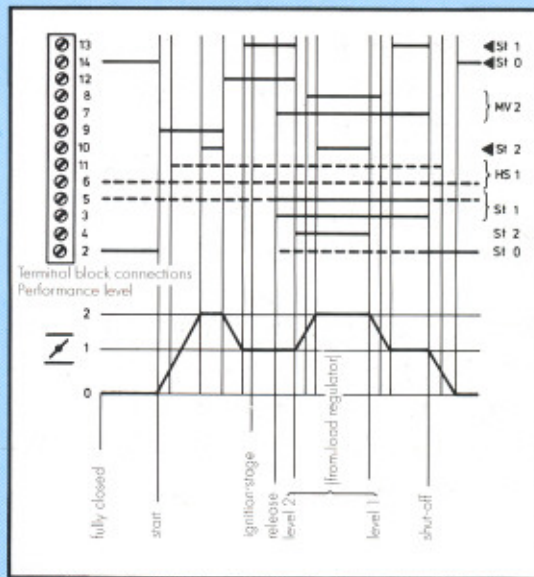 13 St 1
14 St 0
12
8
7 MV 2
9
10 St 2
11
6 HS 1
5
3 St 1
4 St 2
2 St 0
Terminal block connections
Performance level
2
1
0
fully closed
start
ignition-stage
release
level 2
|from load regulator|
level 1
shut-off